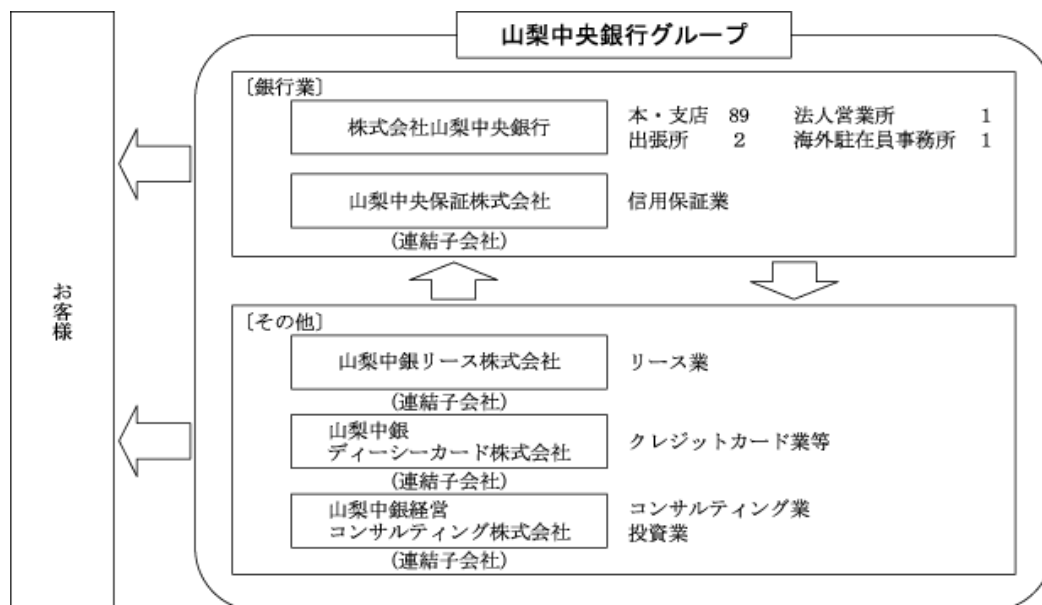 山梨中央銀行グループ
〔銀行業〕
株式会社山梨中央銀行
本・支店 89 法人営業所 1
出張所 2 海外駐在員事務所 1
山梨中央保証株式会社 信用保証業
(連結子会社)
お客様
〔その他〕
山梨中銀リース株式会社 リース業
(連結子会社)
山梨中銀
ディーシーカード株式会社
クレジットカード業等
(連結子会社)
山梨中銀経営
コンサルティング株式会社
コンサルティング業
投資業
(連結子会社)